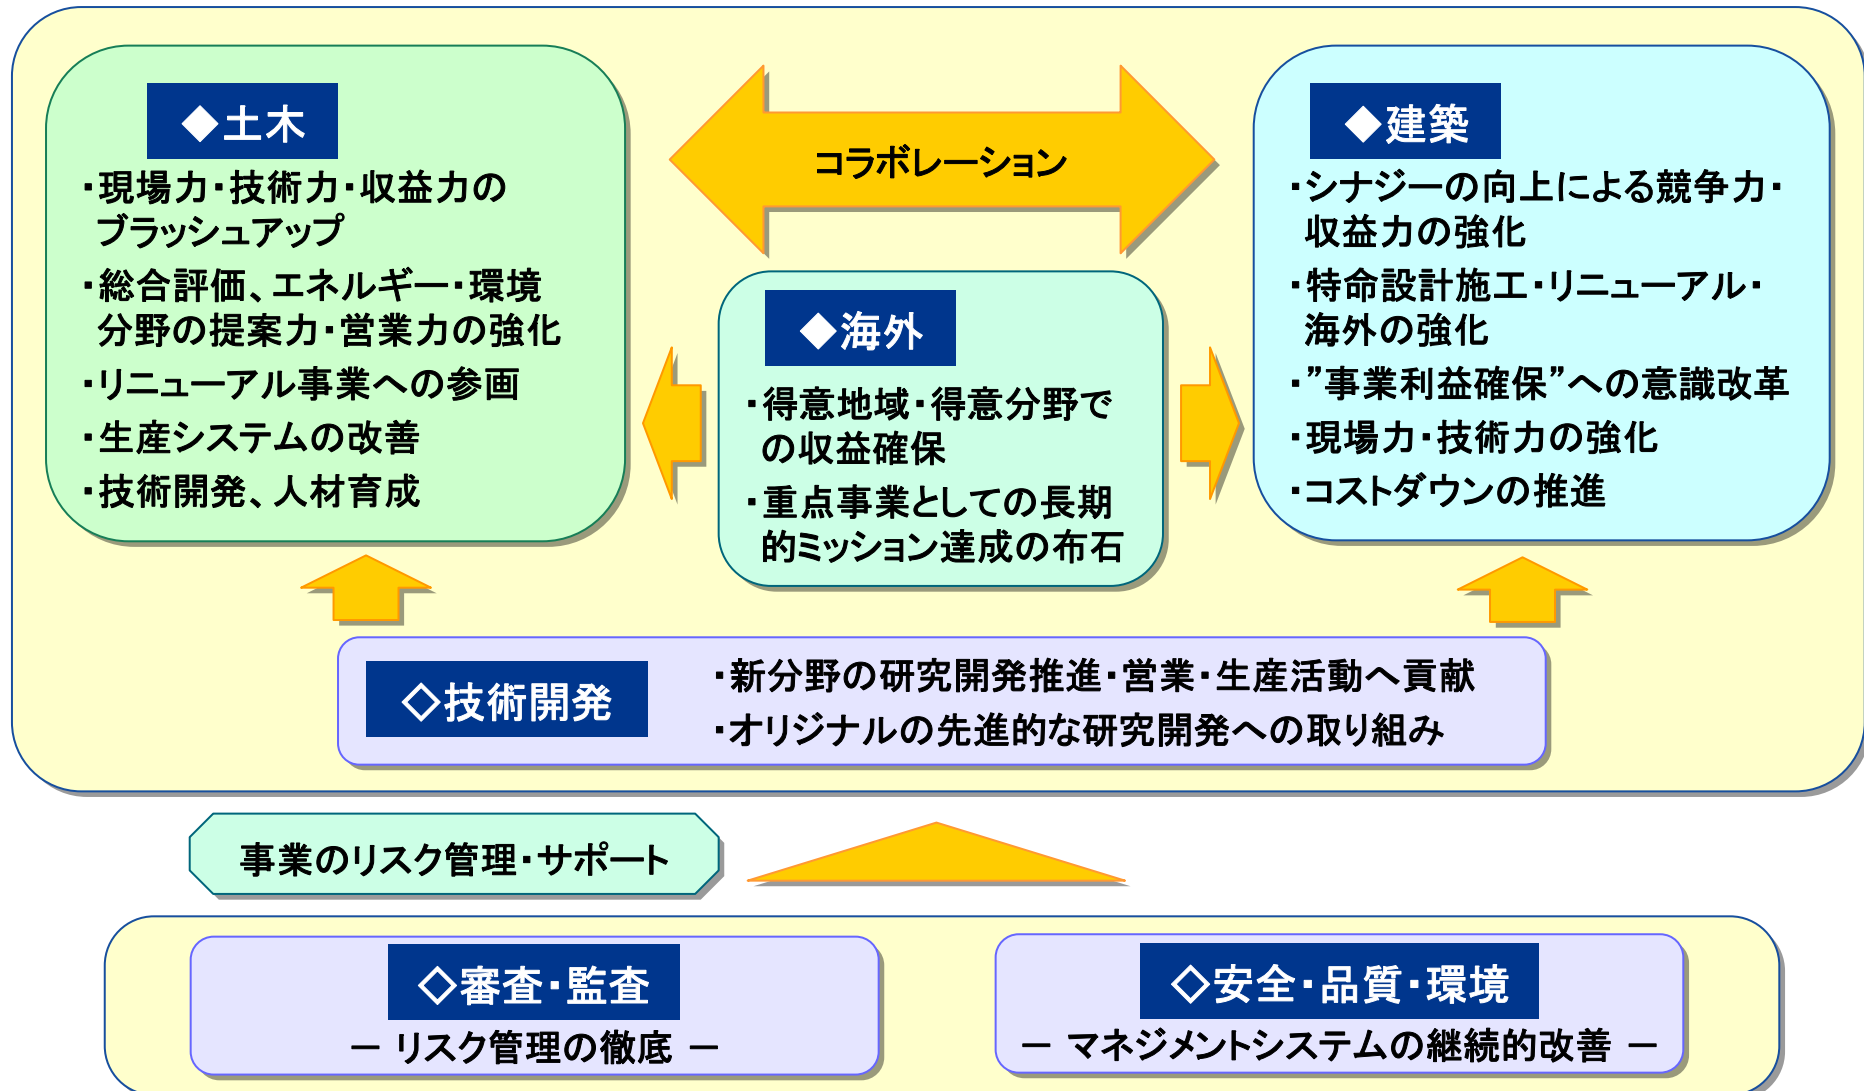 ◆土木
・現場力・技術力・収益力の
ブラッシュアップ
・総合評価、エネルギー・環境
分野の提案力・営業力の強化
・リニューアル事業への参画
・生産システムの改善
・技術開発、人材育成
コラボレーション
◆海外
・得意地域・得意分野で
の収益確保
・重点事業としての長期
的ミッション達成の布石
◆建築
・シナジーの向上による競争力・
収益力の強化
・特命設計施工・リニューアル・
海外の強化
・”事業利益確保”への意識改革
・現場力・技術力の強化
・コストダウンの推進
◇技術開発
・新分野の研究開発推進・営業・生産活動へ貢献
・オリジナルの先進的な研究開発への取り組み
事業のリスク管理・サポート
◇審査・監査
－ リスク管理の徹底 －
◇安全・品質・環境
－ マネジメントシステムの継続的改善 －